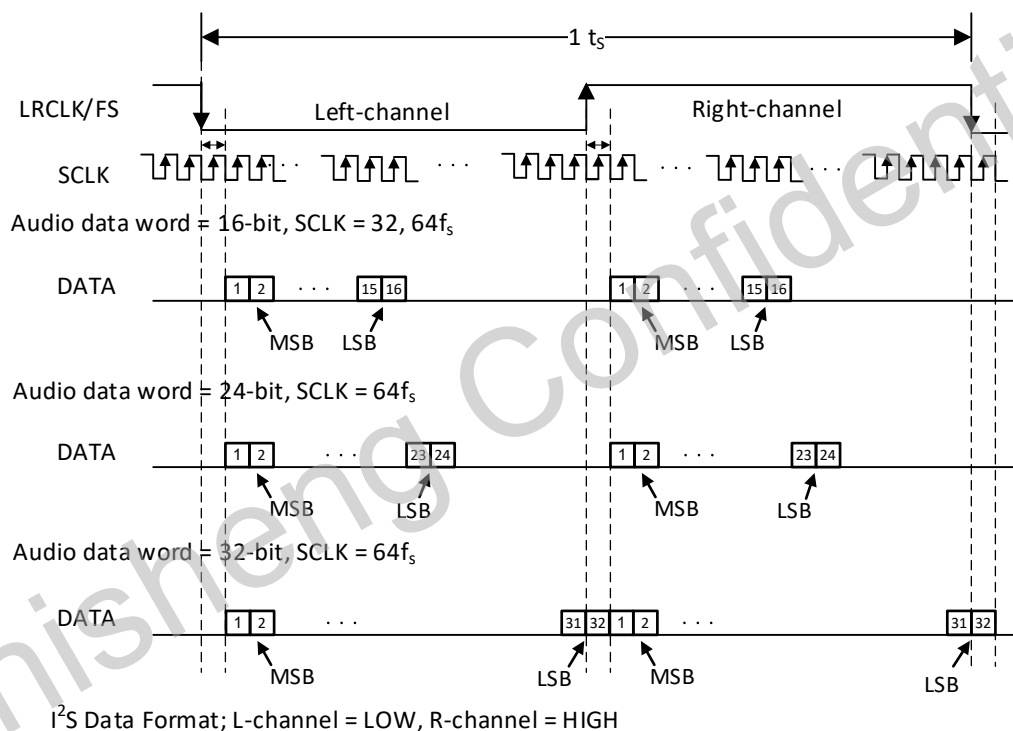 1 tS
LRCLK/FS
Left-channel
Right-channel
SCLK
· · ·
· · ·
· · ·
· · ·
Audio data word = 16-bit, SCLK = 32, 64fs
DATA
1 2 · · · 15 16 1 2 · · · 15 16
MSB LSB MSB LSB
Audio data word = 24-bit, SCLK = 64fs
DATA
1 2 · · · 23 24 1 2 · · · 23 24
MSB LSB MSB LSB
Audio data word = 32-bit, SCLK = 64fs
DATA
1 2 · · · 31 32 1 2 · · · 31 32
MSB LSB MSB LSB
I²S Data Format; L-channel = LOW, R-channel = HIGH
nisheng Confidenti